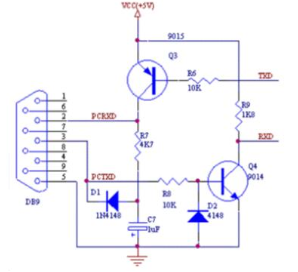 VCC(+5V)
9015
Q3
R6
10K
TXD
1
6
2
7
3
8
4
9
5
DB9
PCRXD
R7
4K7
R9
1K8
RXD
PCTXD
D1
1N4148
R8
10K
Q4
9014
D2
4148
C7
1uF